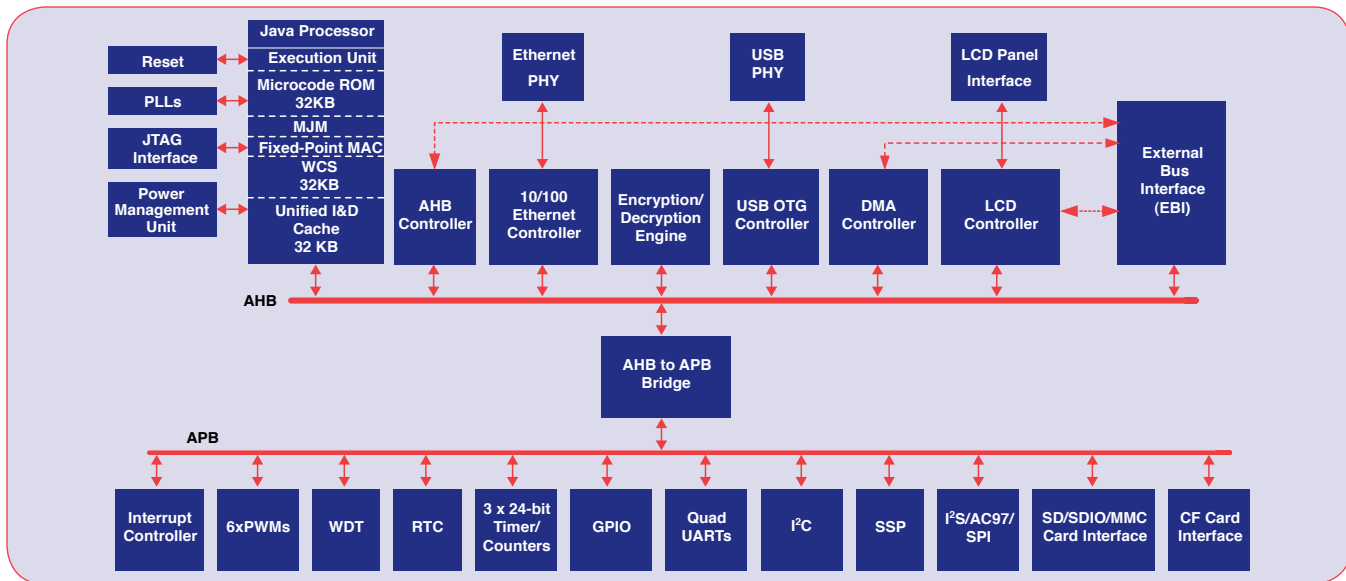 Java Processor
Execution Unit
Microcode ROM
32KB
MJM
Fixed-Point MAC
WCS
32KB
Unified I&D
Cache
32 KB
Reset
PLLs
JTAG
Interface
Power
Management
Unit
Ethernet
PHY
USB
PHY
LCD Panel
Interface
AHB
Controller
10/100
Ethernet
Controller
Encryption/
Decryption
Engine
USB OTG
Controller
DMA
Controller
LCD
Controller
External
Bus
Interface
(EBI)
AHB
AHB to APB
Bridge
APB
Interrupt
Controller
6xPWMs
WDT
RTC
3 x 24-bit
Timer/
Counters
GPIO
Quad
UARTs
I²C
SSP
I²S/AC97/
SPI
SD/SDIO/MMC
Card Interface
CF Card
Interface